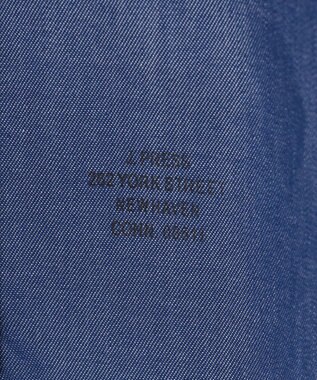 J. PRESS
262 YORK STREET
NEW HAVEN
CONN. 06511